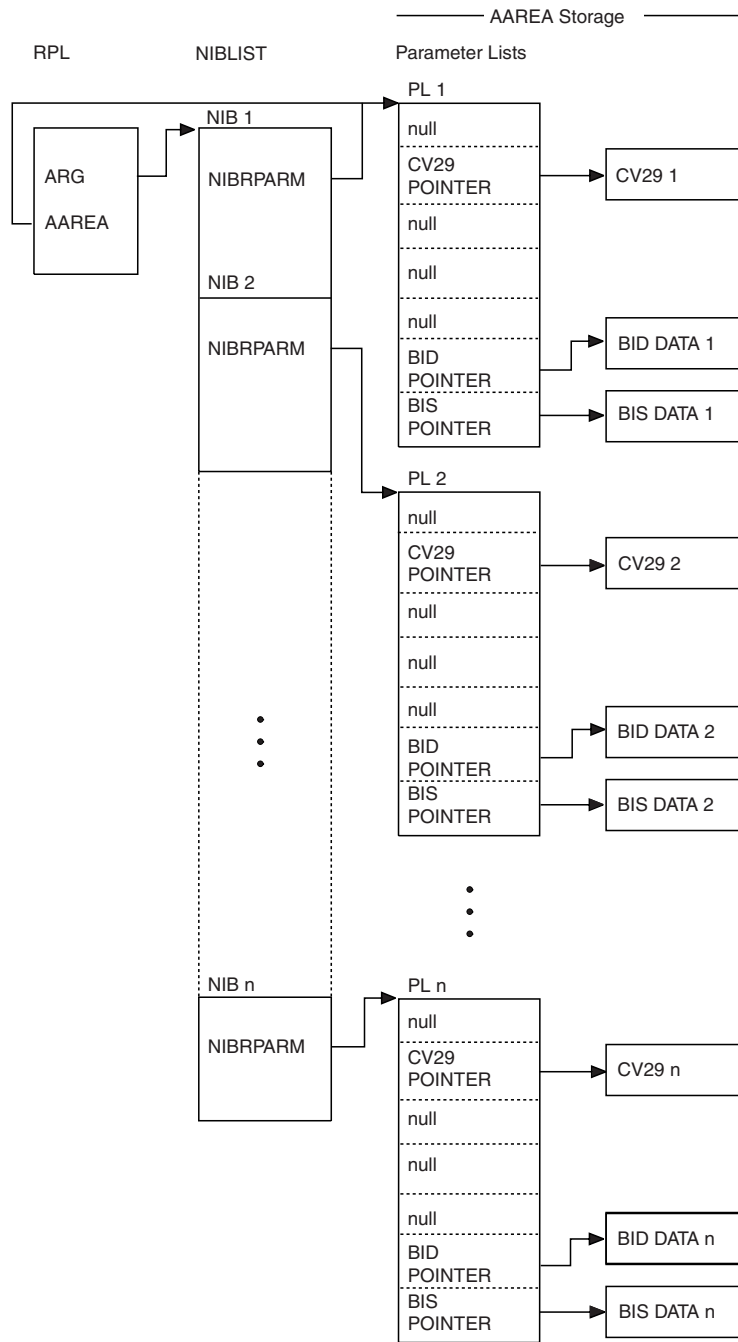 AAREA Storage
RPL
NIBLIST
Parameter Lists
ARG
AAREA
NIB 1
NIBRPARM
NIB 2
NIBRPARM
NIB n
NIBRPARM
PL 1
null
CV29
POINTER
null
null
null
BID
POINTER
BIS
POINTER
CV29 1
BID DATA 1
BIS DATA 1
PL 2
null
CV29
POINTER
null
null
null
BID
POINTER
BIS
POINTER
CV29 2
BID DATA 2
BIS DATA 2
PL n
null
CV29
POINTER
null
null
null
BID
POINTER
BIS
POINTER
CV29 n
BID DATA n
BIS DATA n